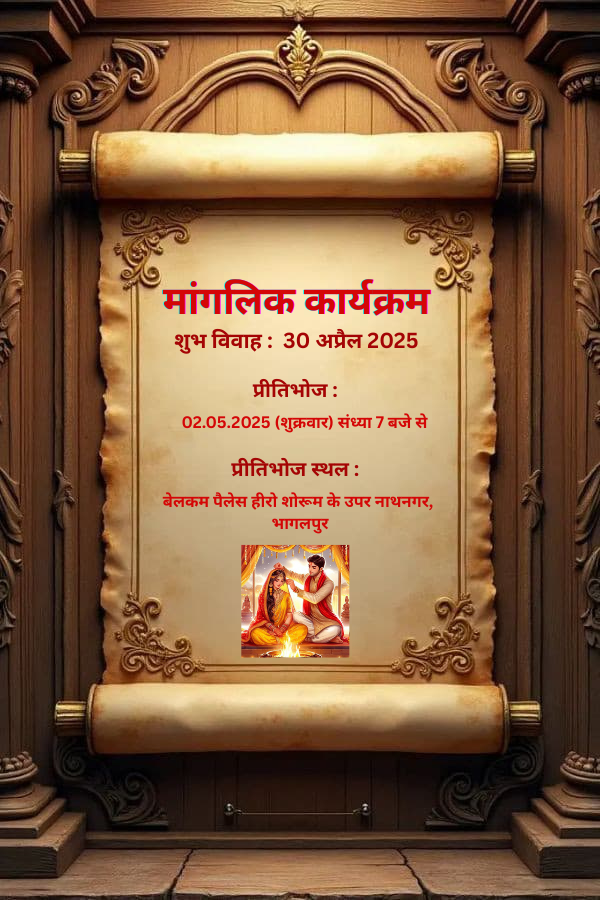 मांगलिक कार्यक्रम
शुभ विवाह : 30 अप्रैल 2025
प्रीतिभोज :
02.05.2025 (शुक्रवार) संध्या 7 बजे से
प्रीतिभोज स्थल :
बेलकम पैलेस हीरो शोरूम के उपर नाथनगर,
भागलपुर